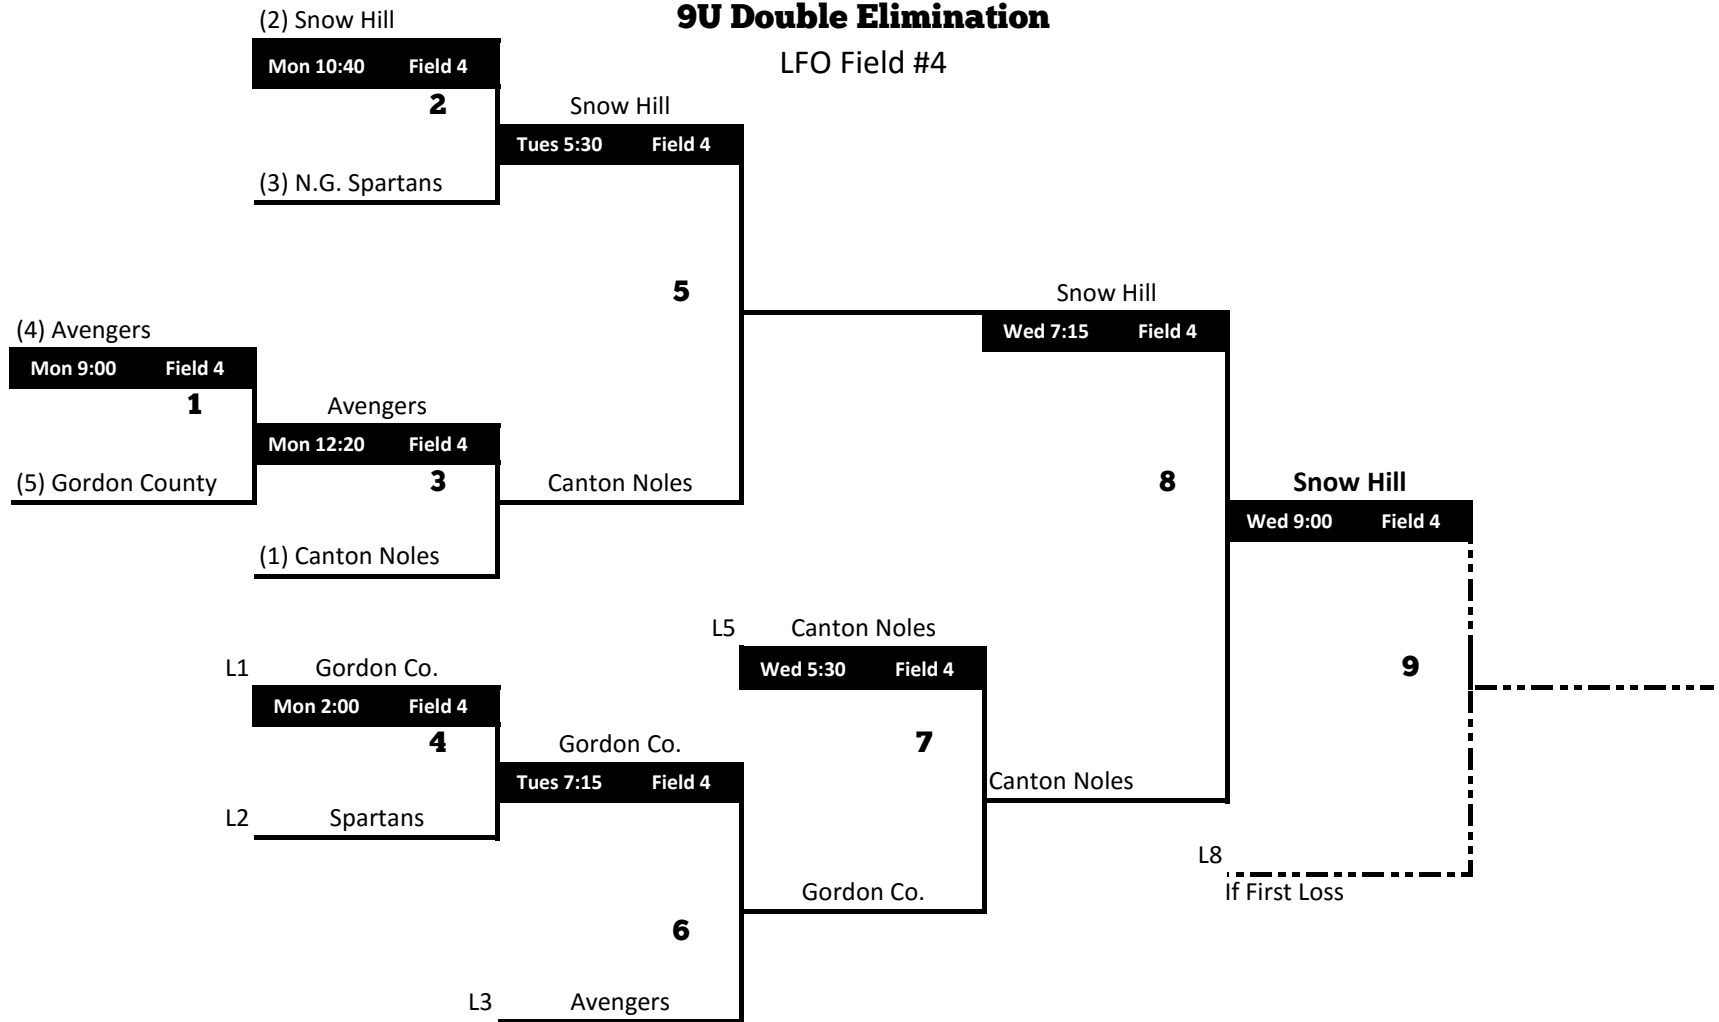 9U Double Elimination
LFO Field #4
(2) Snow Hill
Mon 10:40 Field 4
2
Snow Hill
Tues 5:30 Field 4
(3) N.G. Spartans
5
Snow Hill
Wed 7:15 Field 4
(4) Avengers
Mon 9:00 Field 4
1
Avengers
Mon 12:20 Field 4
(5) Gordon County
3
Canton Noles
8
Snow Hill
Wed 9:00 Field 4
(1) Canton Noles
L5 Canton Noles
Wed 5:30 Field 4
9
L1 Gordon Co.
Mon 2:00 Field 4
4
Gordon Co.
7
Tues 7:15 Field 4
Canton Noles
L2 Spartans
L8
If First Loss
Gordon Co.
6
L3 Avengers